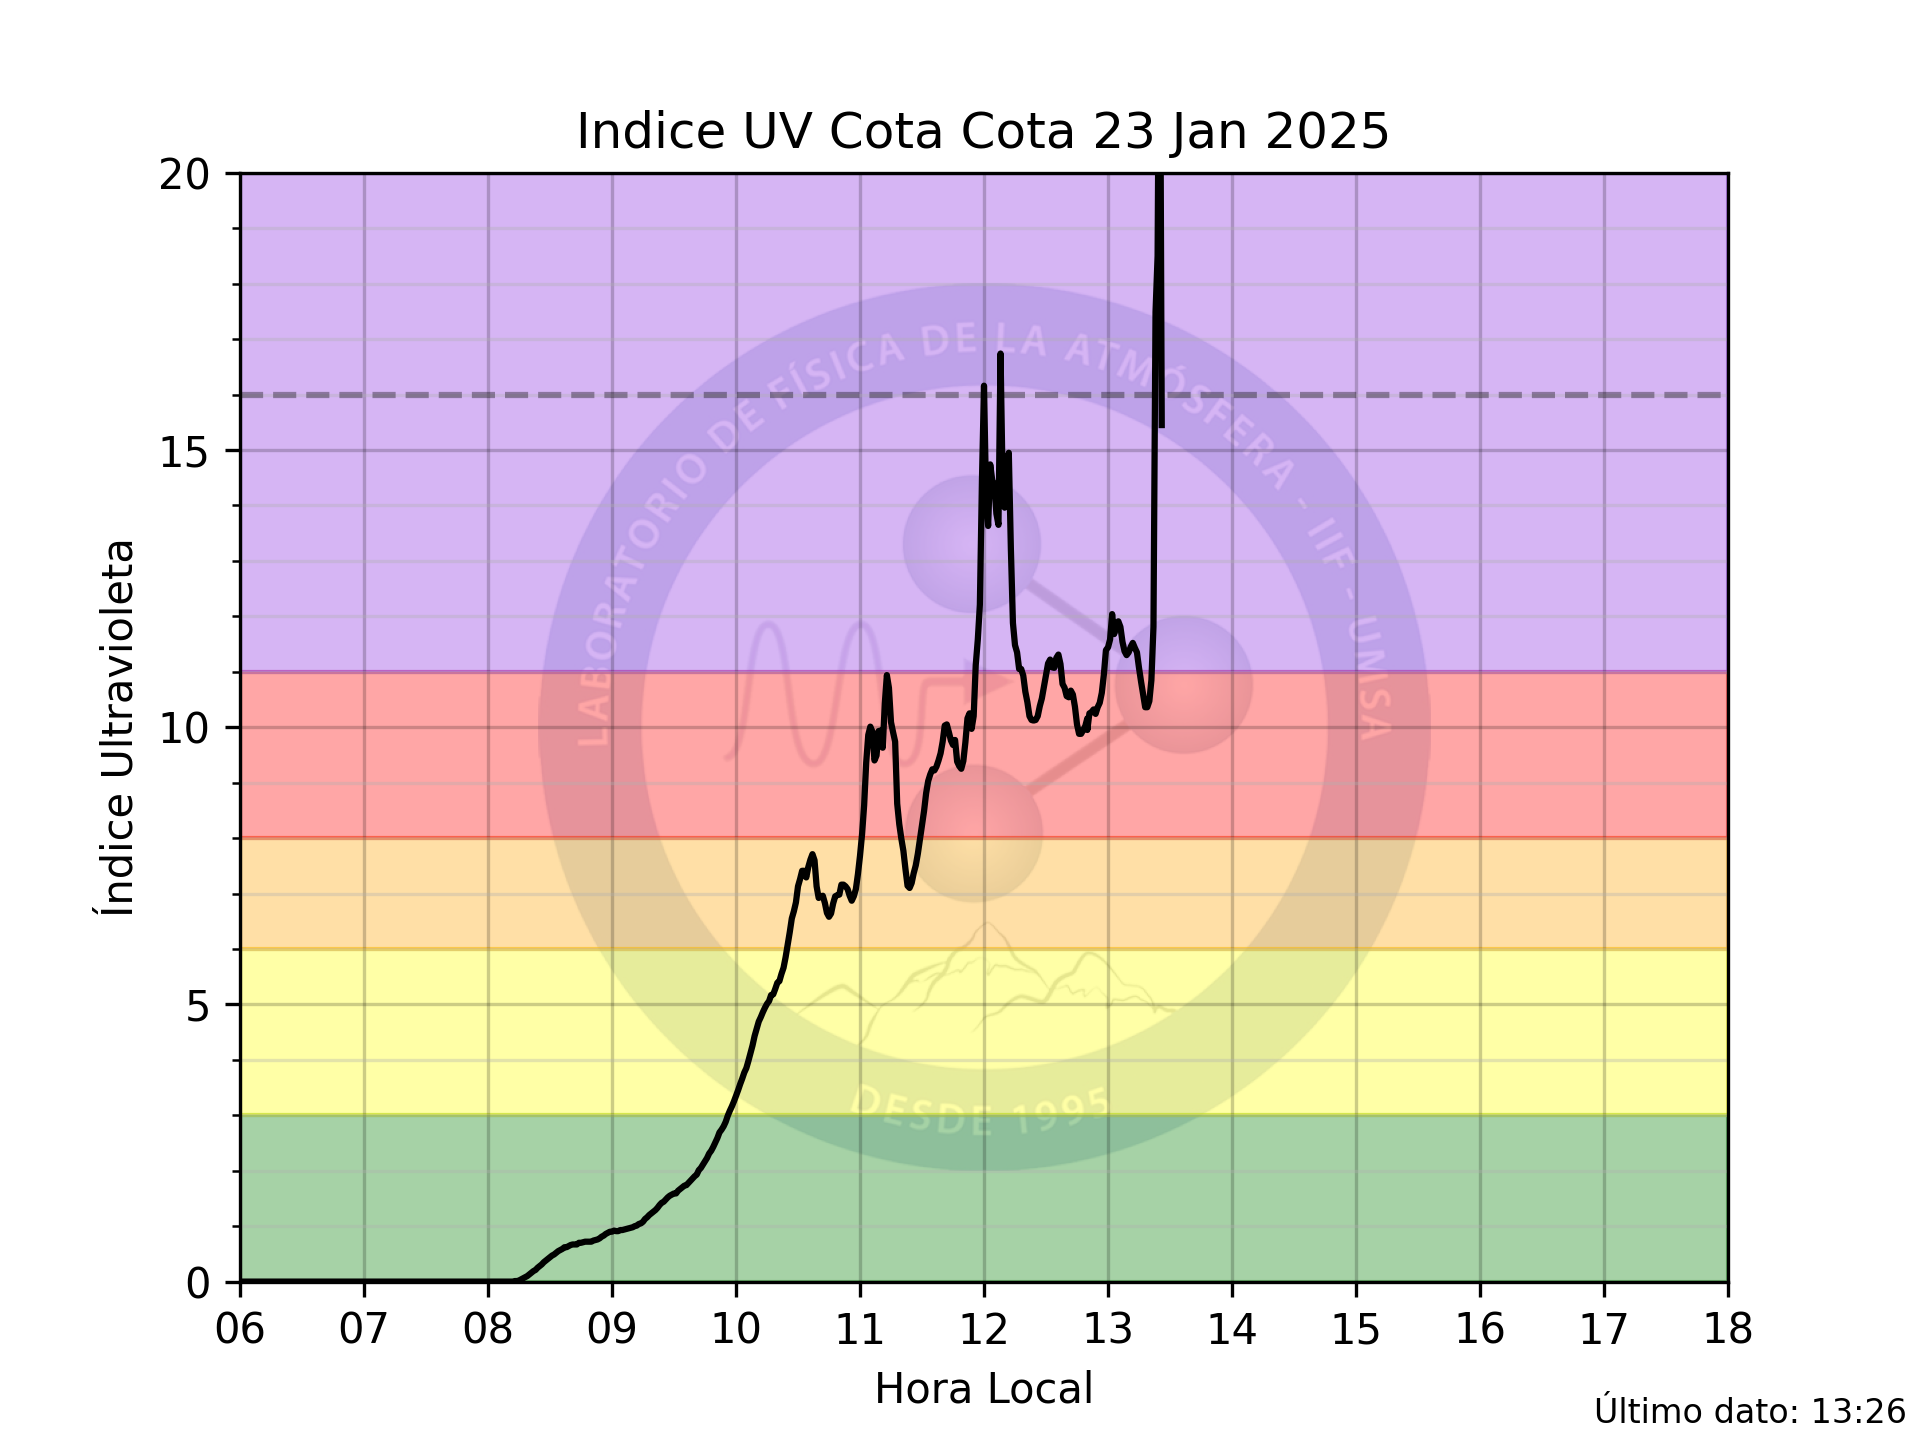 Indice UV Cota Cota 23 Jan 2025
20
15
10
5
0
Índice Ultravioleta
LABORATORIO DE FÍSICA DE LA ATMÓSFERA - IIF - UMSA
DESDE 1995
06 07 08 09 10 11 12 13 14 15 16 17 18
Hora Local
Último dato: 13:26